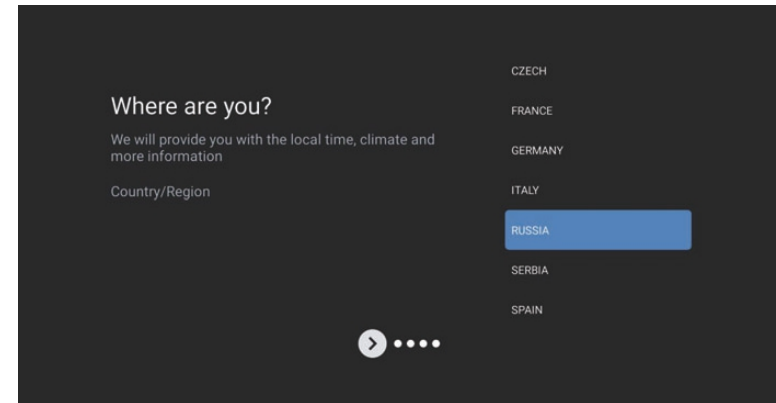 Where are you?
We will provide you with the local time, climate and
more information
Country/Region
CZECH
FRANCE
GERMANY
ITALY
RUSSIA
SERBIA
SPAIN